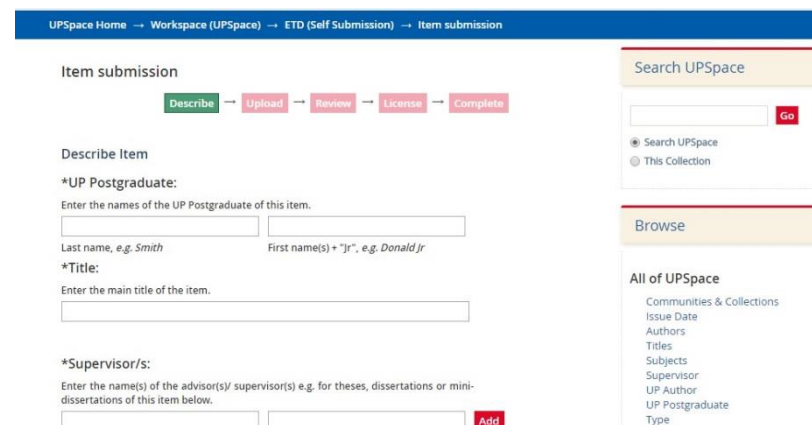 UPSpace Home → Workspace (UPSpace) → ETD (Self Submission) → Item submission
Item submission
Describe → Upload → Review → License → Complete
Describe Item
*UP Postgraduate:
Enter the names of the UP Postgraduate of this item.
Last name, e.g. Smith
First name(s) + "Jr", e.g. Donald Jr
*Title:
Enter the main title of the item.
*Supervisor/s:
Enter the name(s) of the advisor(s)/ supervisor(s) e.g. for theses, dissertations or mini-
dissertations of this item below.
Add
Search UPSpace
Go
Search UPSpace
This Collection
Browse
All of UPSpace
Communities & Collections
Issue Date
Authors
Titles
Subjects
Supervisor
UP Author
UP Postgraduate
Type